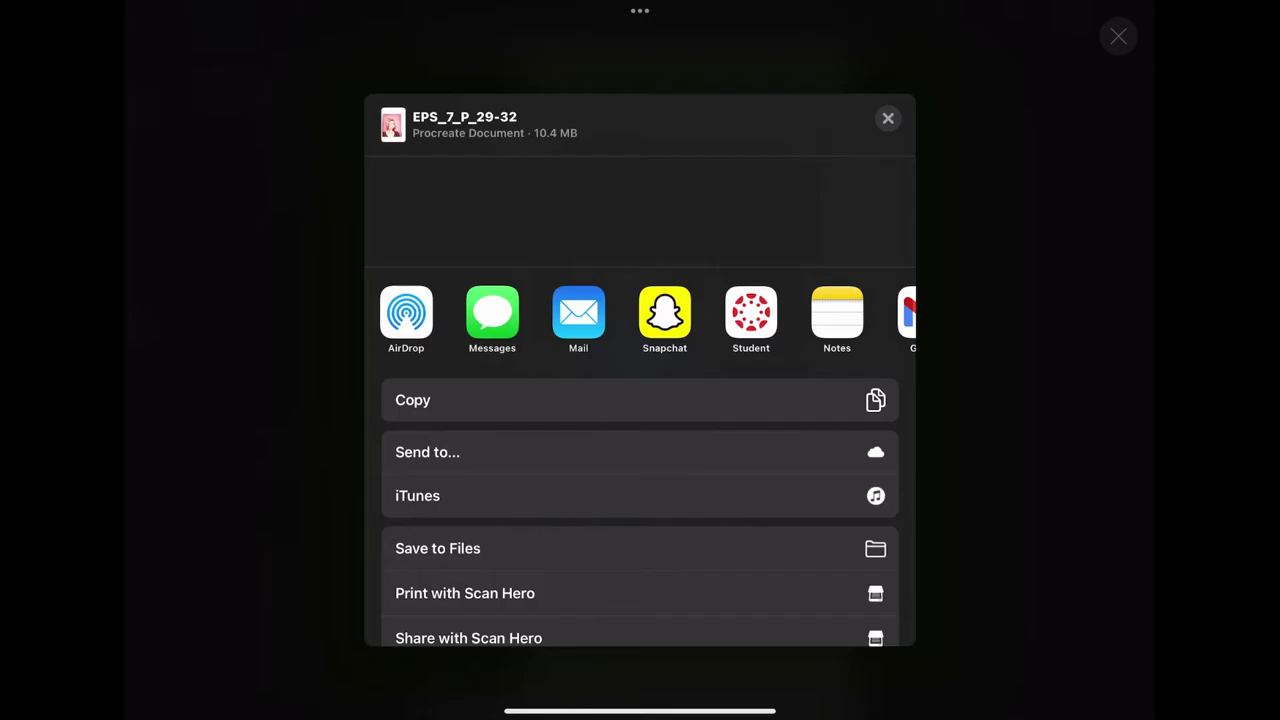 EPS_7_P_29-32
Procreate Document · 10.4 MB
AirDrop
Messages
Mail
Snapchat
Student
Notes
G
Copy
Send to...
iTunes
Save to Files
Print with Scan Hero
Share with Scan Hero